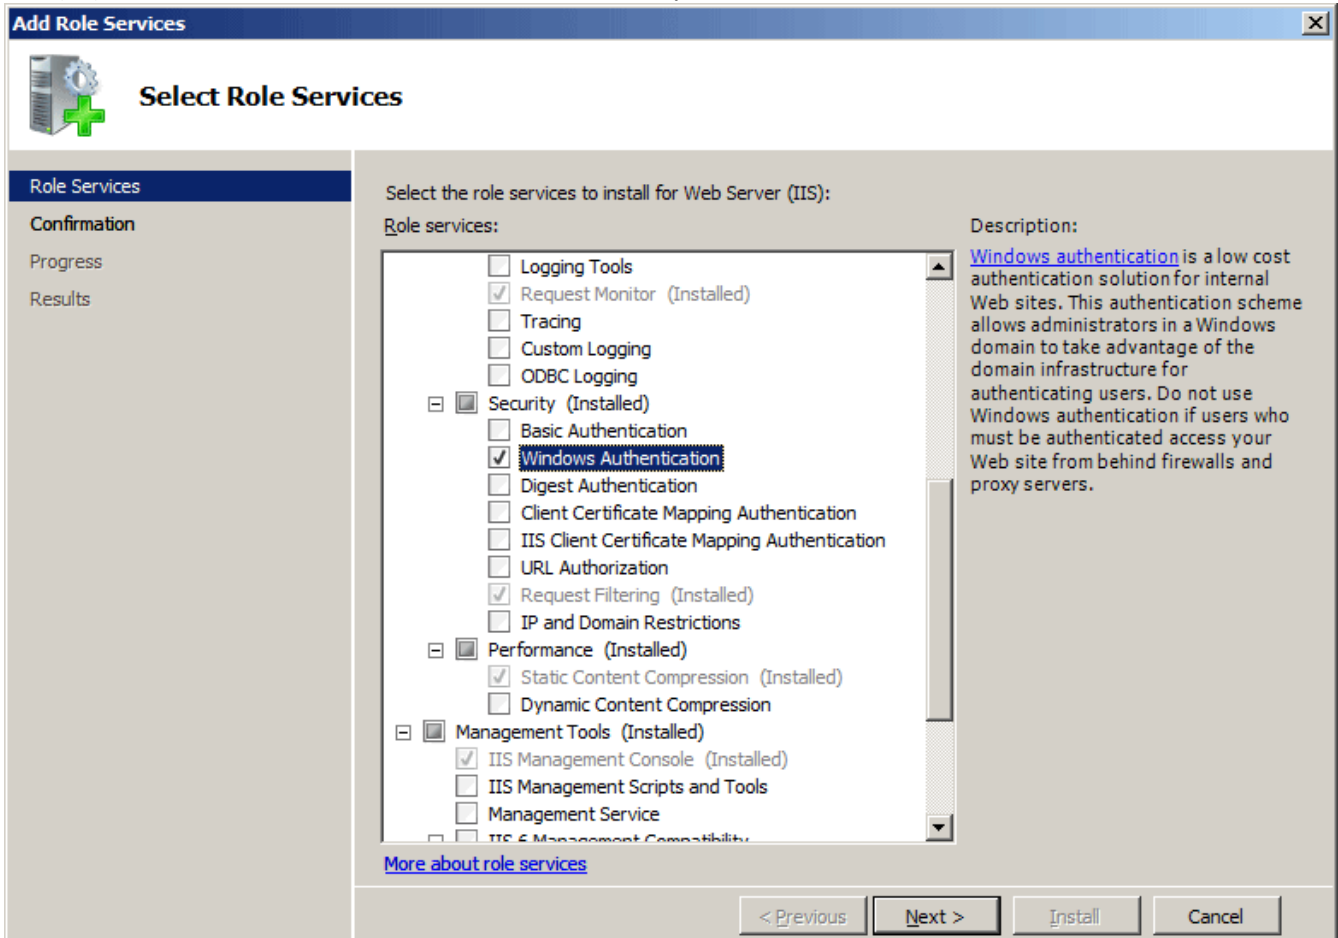 Add Role Services
Select Role Services
Role Services
Confirmation
Progress
Results
Select the role services to install for Web Server (IIS):
Role services:
Logging Tools
Request Monitor (Installed)
Tracing
Custom Logging
ODBC Logging
Security (Installed)
Basic Authentication
Windows Authentication
Digest Authentication
Client Certificate Mapping Authentication
IIS Client Certificate Mapping Authentication
URL Authorization
Request Filtering (Installed)
IP and Domain Restrictions
Performance (Installed)
Static Content Compression (Installed)
Dynamic Content Compression
Management Tools (Installed)
IIS Management Console (Installed)
IIS Management Scripts and Tools
Management Service
IIS 6 Management Compatibility
More about role services
Description:
Windows authentication is a low cost
authentication solution for internal
Web sites. This authentication scheme
allows administrators in a Windows
domain to take advantage of the
domain infrastructure for
authenticating users. Do not use
Windows authentication if users who
must be authenticated access your
Web site from behind firewalls and
proxy servers.
< Previous
Next >
Install
Cancel